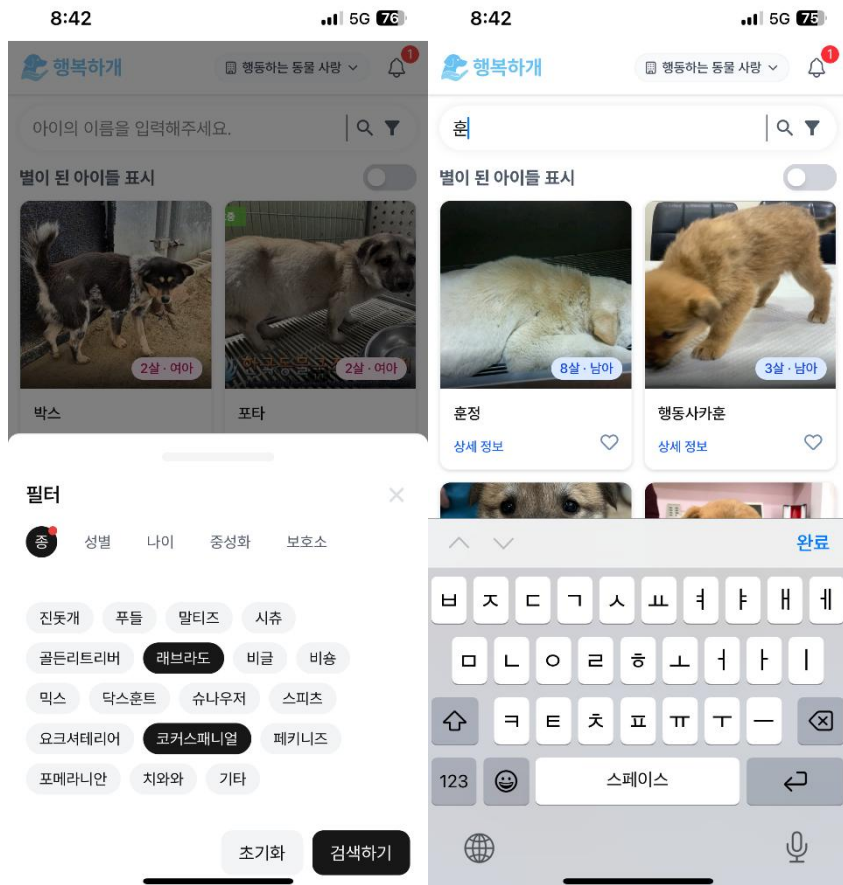 8:42
5G 76
행복하개
행동하는 동물 사랑
1
아이의 이름을 입력해주세요.
별이 된 아이들 표시
2살 · 여아
2살 · 여아
박스
포타
필터
종 성별 나이 중성화 보호소
진돗개 푸들 말티즈 시츄
골든리트리버 래브라도 비글 비숑
믹스 닥스훈트 슈나우저 스피츠
요크셔테리어 코커스패니얼 페키니즈
포메라니안 치와와 기타
초기화 검색하기
8:42
5G 75
행복하개
행동하는 동물 사랑
1
훈
별이 된 아이들 표시
8살 · 남아
3살 · 남아
훈정
행동사카훈
상세 정보
상세 정보
완료
ㅂ ㅈ ㄷ ㄱ ㅅ ㅛ ㅕ ㅑ ㅐ ㅔ
ㅁ ㄴ ㅇ ㄹ ㅎ ㅗ ㅓ ㅏ ㅣ
ㅋ ㅌ ㅊ ㅍ ㅠ ㅜ ㅡ
123 스페이스